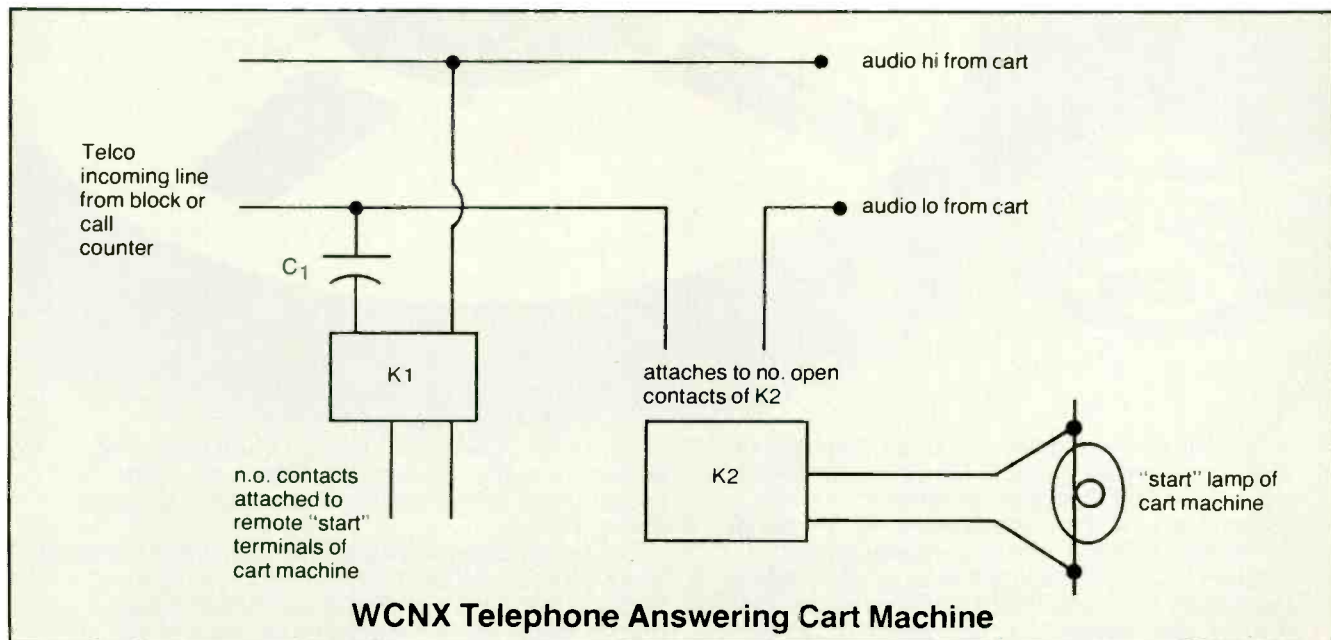 audio hi from cart
Telco
incoming line
from block or
call
counter
audio lo from cart
C1
K1
attaches to no. open
contacts of K2
K2
n.o. contacts
attached to
remote "start"
terminals of
cart machine
"start" lamp of
cart machine
WCNX Telephone Answering Cart Machine